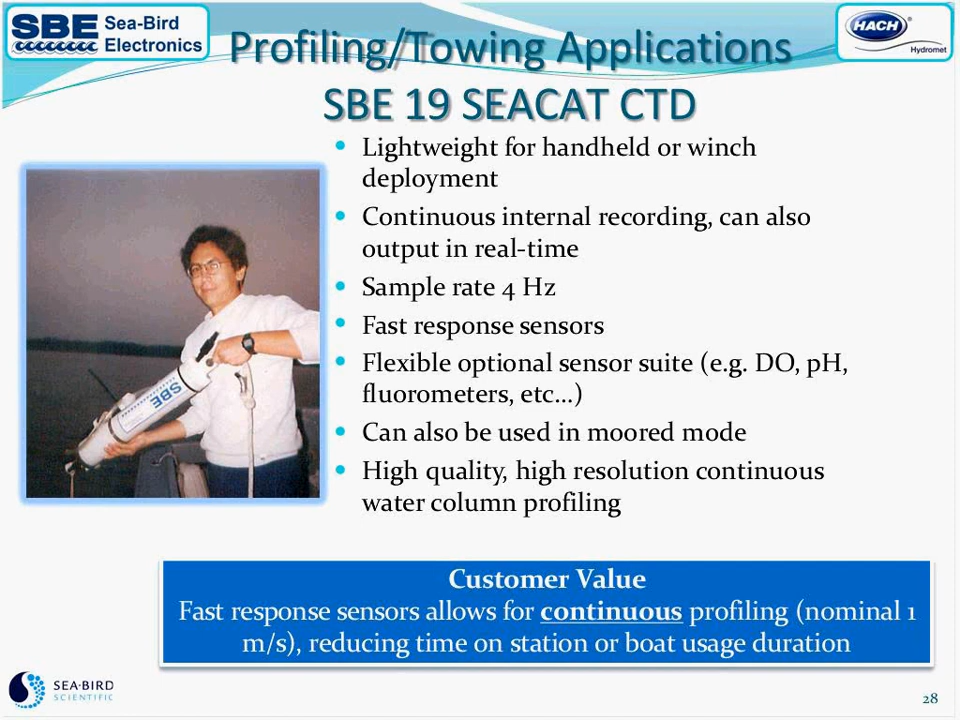 SBE Sea-Bird
Electronics
HACH®
Hydromet
Profiling/Towing Applications
SBE 19 SEACAT CTD
• Lightweight for handheld or winch
deployment
• Continuous internal recording, can also
output in real-time
• Sample rate 4 Hz
• Fast response sensors
• Flexible optional sensor suite (e.g. DO, pH,
fluorometers, etc…)
• Can also be used in moored mode
• High quality, high resolution continuous
water column profiling
SBE
Customer Value
Fast response sensors allows for continuous profiling (nominal 1
m/s), reducing time on station or boat usage duration
SEA·BIRD
SCIENTIFIC
28